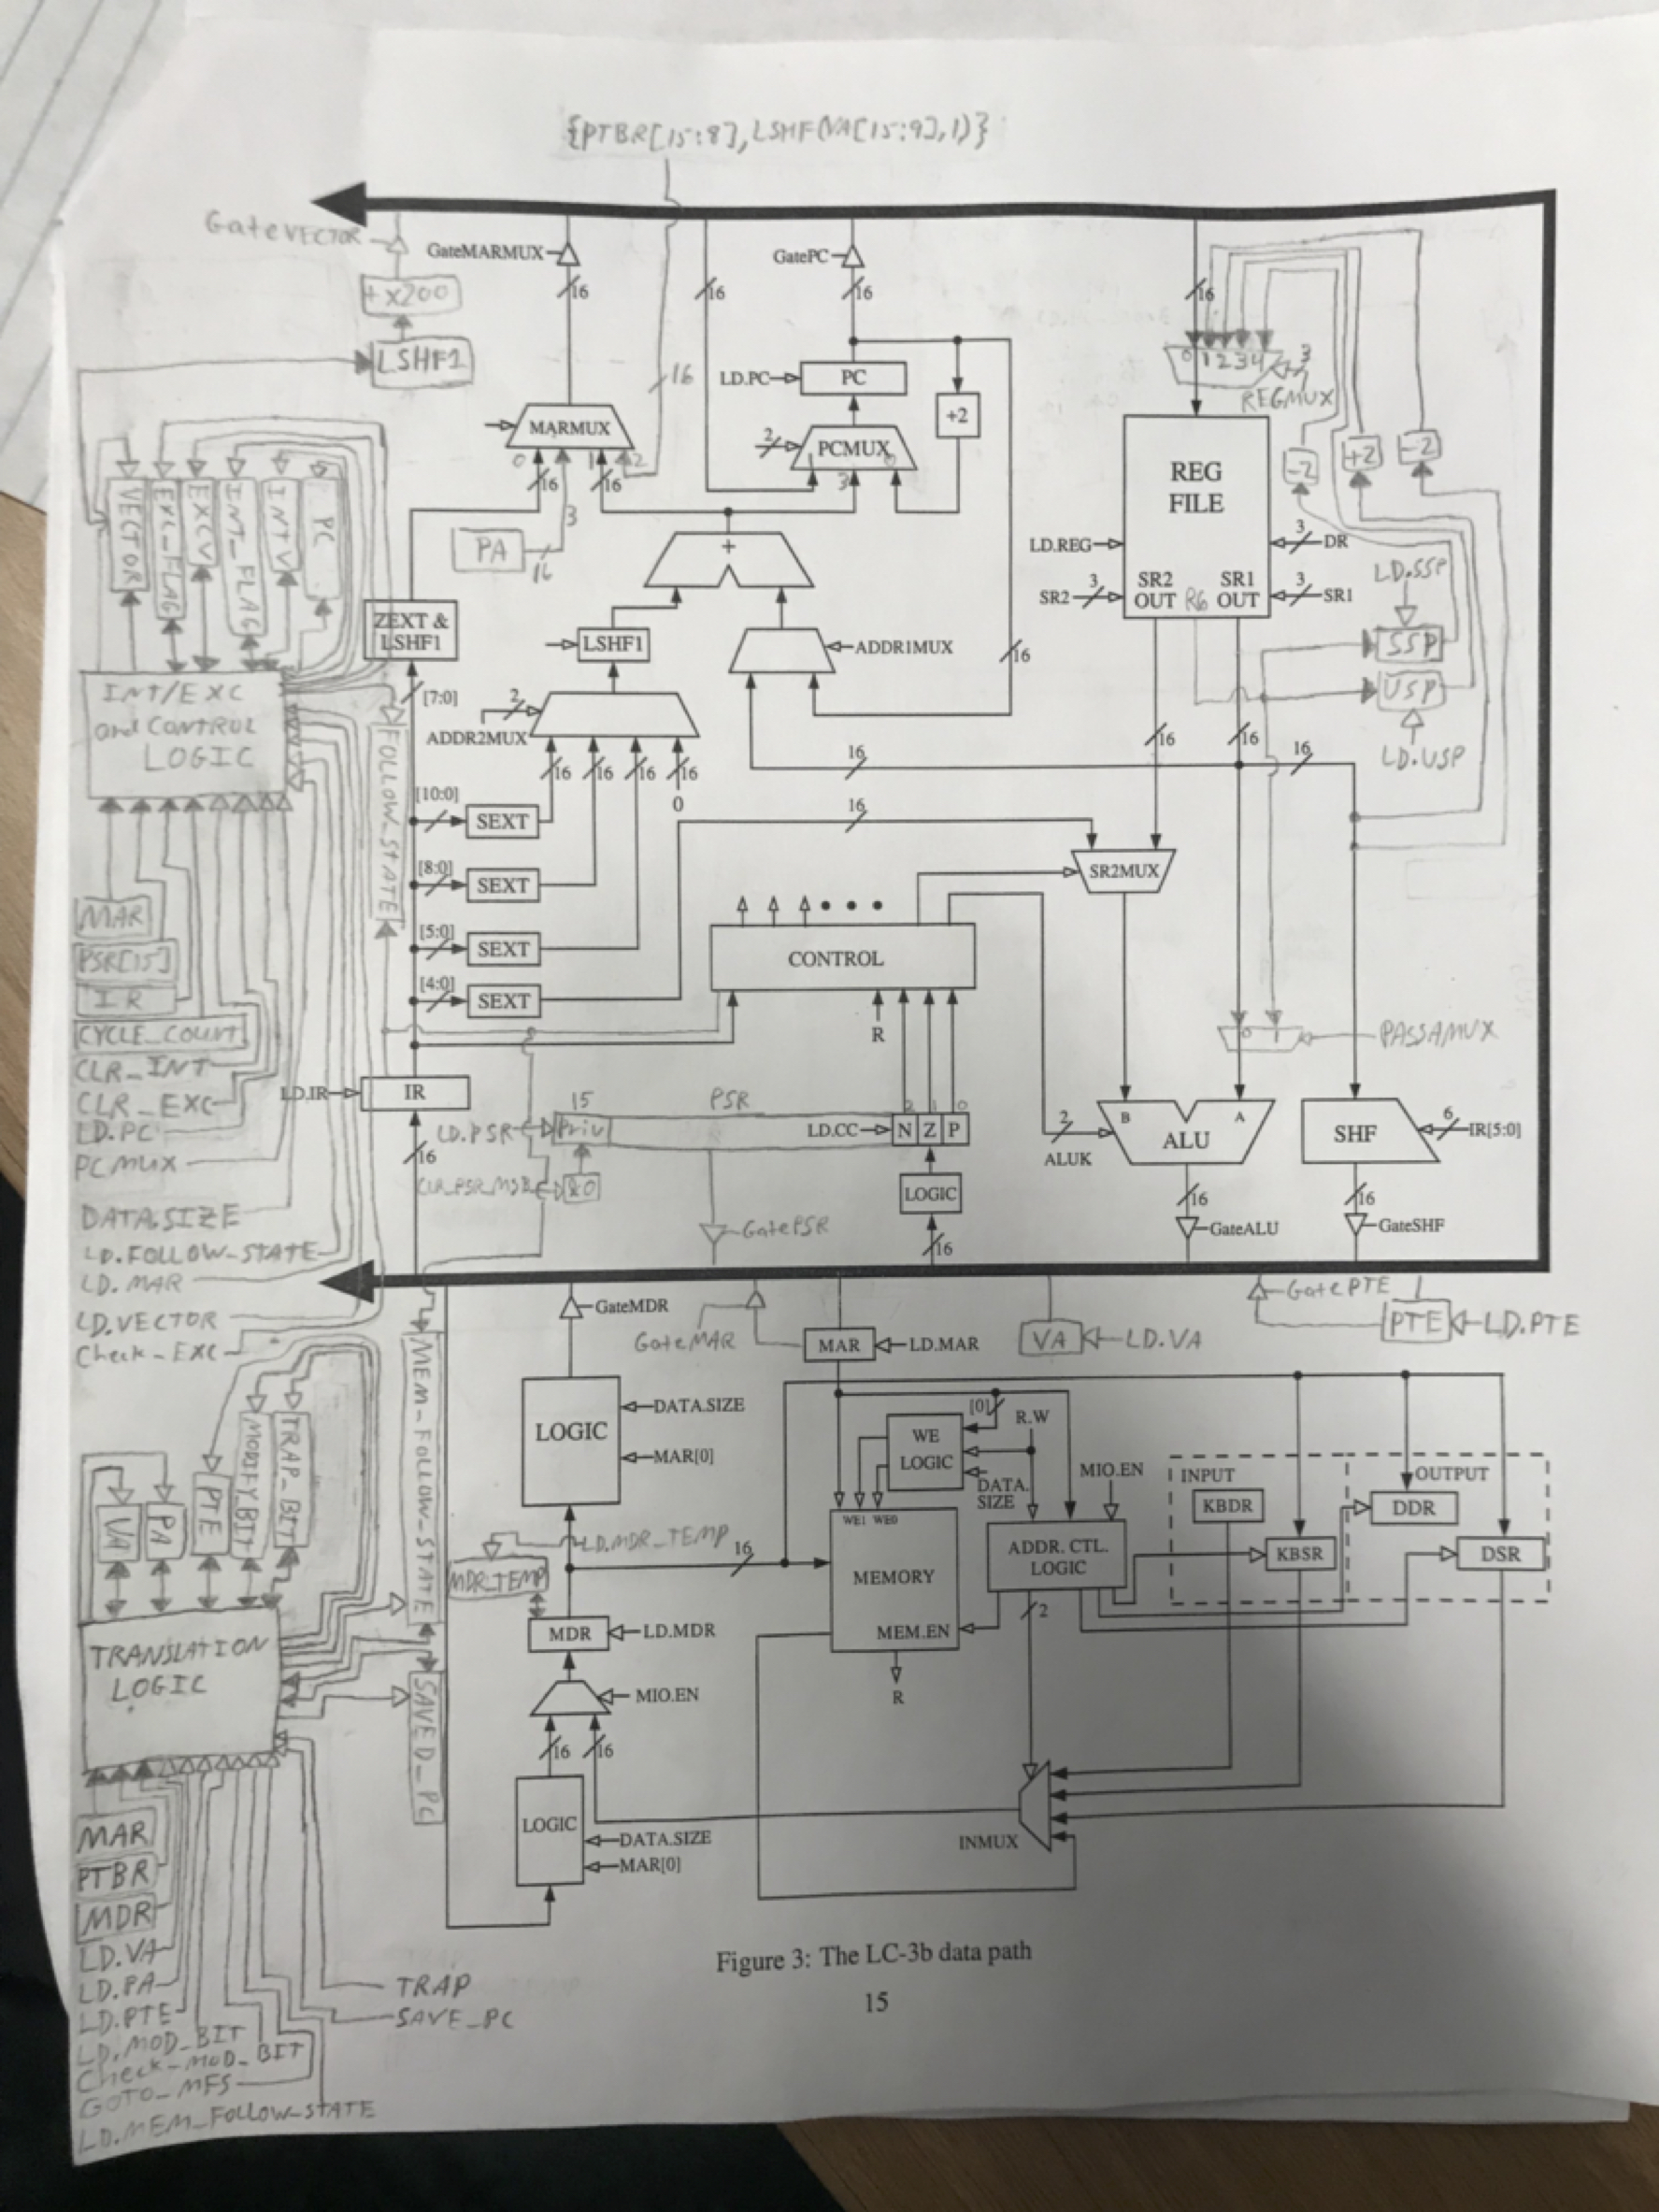 {PTBR[15:8], LSHF(VA[15:9],1)}
GateVECTOR
GateMARMUX
GatePC
16
16
16
16
+x200
LSHF1
16
LD.PC
PC
+2
0 1 2 3 4
3
REGMUX
MARMUX
2
PCMUX
0
1
2
1
3
0
16
16
3
PA
16
+
REG
FILE
-2
+2
-2
VECTOR
EXC_FLAG
EXCV
INT_FLAG
INTV
PC
LD.REG
3
DR
SR2
3
SR2
OUT
R6
SR1
OUT
3
SR1
LD.SSP
SSP
USP
LD.USP
ZEXT &
LSHF1
LSHF1
ADDR1MUX
16
INT/EXC
and CONTROL
LOGIC
[7:0]
2
ADDR2MUX
16
16
16
16
0
16
16
16
16
FOLLOW_STATE
[10:0]
SEXT
16
[8:0]
SEXT
SR2MUX
[5:0]
SEXT
[4:0]
SEXT
CONTROL
R
MAR
PSR[15]
IR
CYCLE_COUNT
CLR_INT
CLR_EXC
LD.PC
PCMUX
DATA.SIZE
LD.FOLLOW_STATE
LD.MAR
LD.VECTOR
Check_EXC
0 1
PASSAMUX
LD.IR
IR
16
15
PSR
2 1 0
LD.PSR
Priv
LD.CC
N Z P
CLR_PSR_MSB
&0
LOGIC
16
GatePSR
2
ALUK
B
ALU
A
SHF
6
IR[5:0]
16
GateALU
16
GateSHF
GateMDR
GateMAR
MAR
LD.MAR
VA
LD.VA
GatePTE
PTE
LD.PTE
MEM_FOLLOW_STATE
LOGIC
DATA.SIZE
MAR[0]
[0]
R.W
WE
LOGIC
DATA.
SIZE
MIO.EN
INPUT
KBDR
KBSR
OUTPUT
DDR
DSR
TRAP_BIT
MODIFY_BIT
PTE
PA
VA
LD.MDR_TEMP
MDR_TEMP
16
WE1 WE0
MEMORY
MEM.EN
R
ADDR. CTL.
LOGIC
2
MDR
LD.MDR
MIO.EN
16
16
TRANSLATION
LOGIC
SAVED_PC
LOGIC
DATA.SIZE
MAR[0]
INMUX
MAR
PTBR
MDR
LD.VA
LD.PA
LD.PTE
LD.MOD_BIT
Check_MOD_BIT
GOTO_MFS
LD.MEM_FOLLOW_STATE
TRAP
SAVE_PC
Figure 3: The LC-3b data path
15